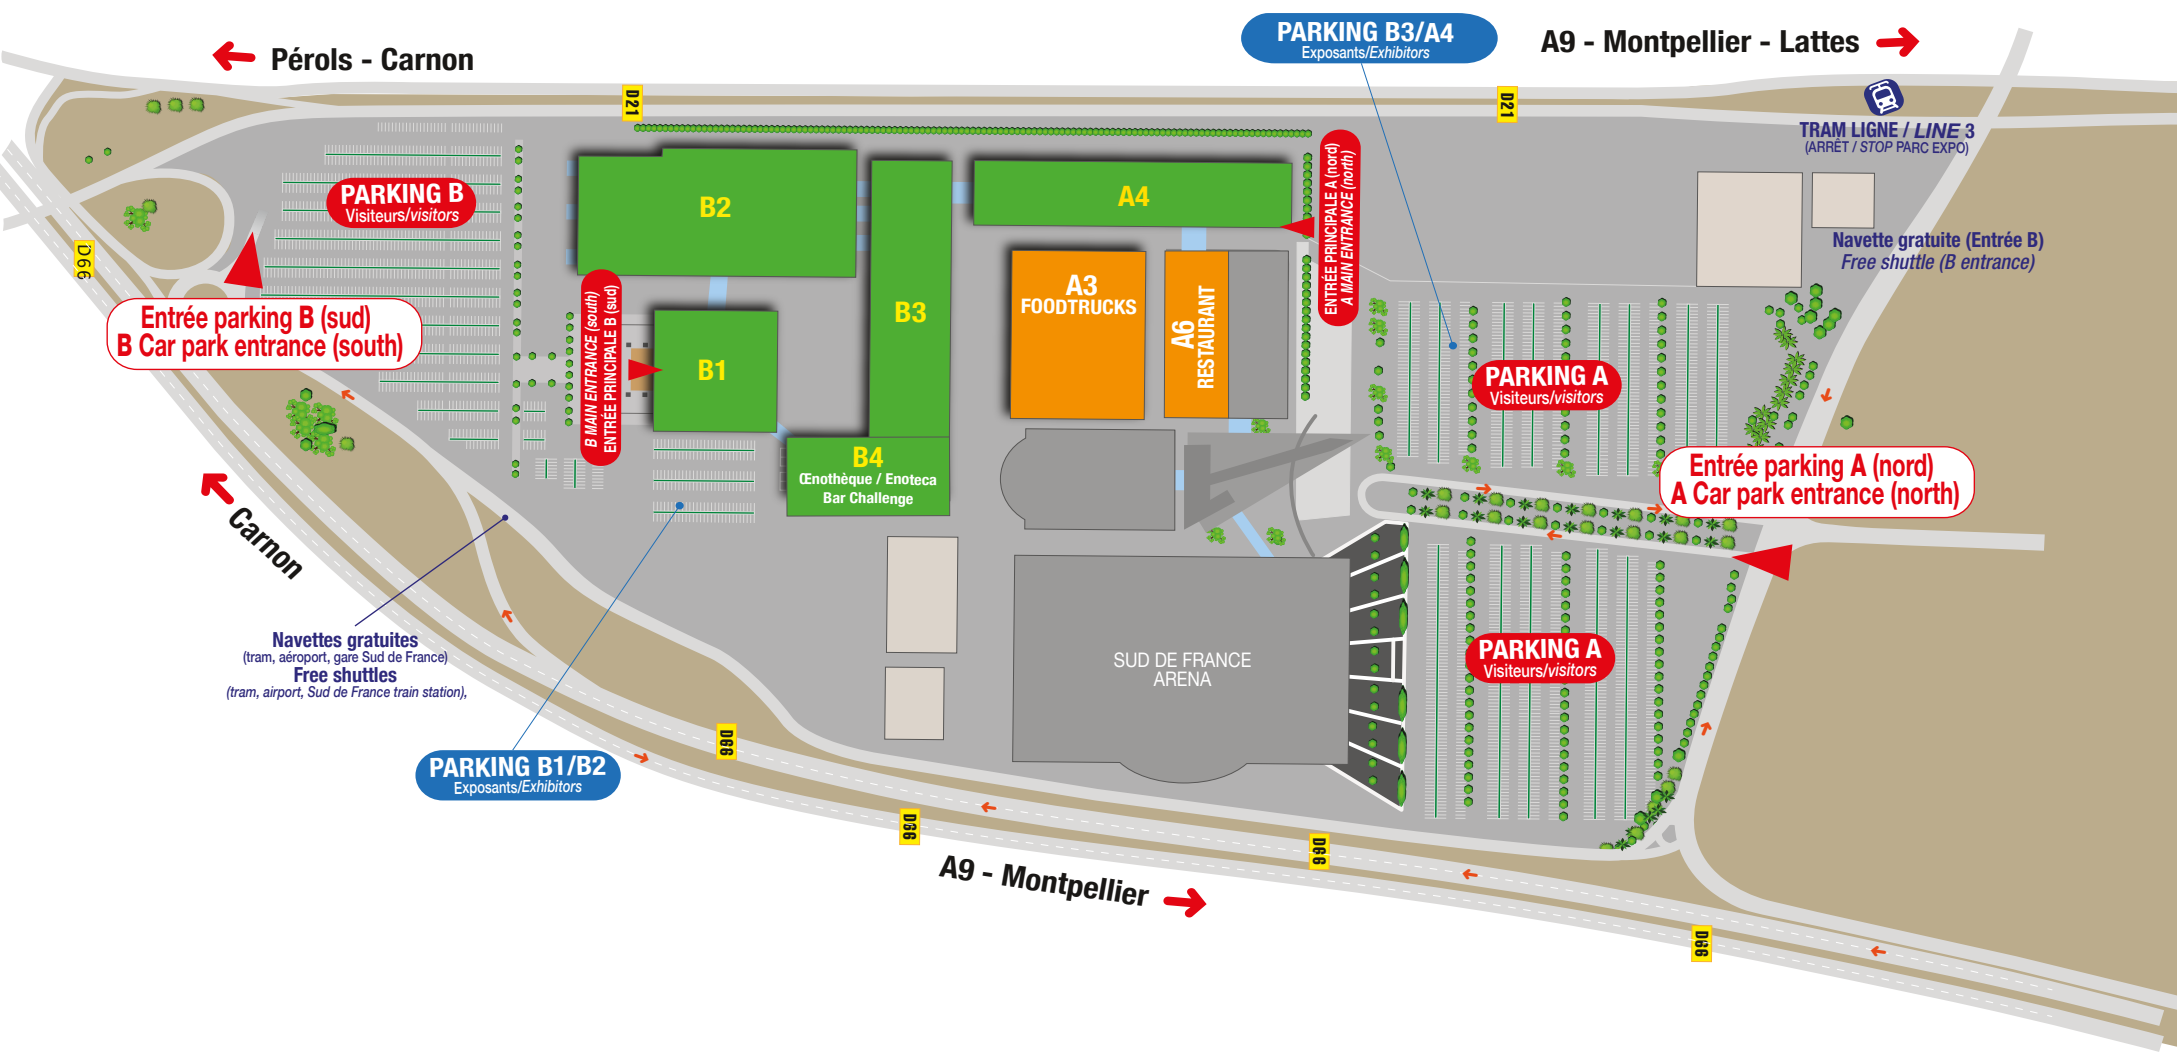 Pérols - Carnon
PARKING B3/A4
Exposants/Exhibitors
A9 - Montpellier - Lattes
D21
D21
TRAM LIGNE / LINE 3
(ARRÊT / STOP PARC EXPO)
PARKING B
Visiteurs/visitors
B2
A4
ENTRÉE PRINCIPALE A (nord)
A MAIN ENTRANCE (north)
Navette gratuite (Entrée B)
Free shuttle (B entrance)
D66
Entrée parking B (sud)
B Car park entrance (south)
B MAIN ENTRANCE (south)
ENTRÉE PRINCIPALE B (sud)
B1
B3
A3
FOODTRUCKS
A6
RESTAURANT
PARKING A
Visiteurs/visitors
B4
Œnothèque / Enoteca
Bar Challenge
Entrée parking A (nord)
A Car park entrance (north)
Carnon
Navettes gratuites
(tram, aéroport, gare Sud de France)
Free shuttles
(tram, airport, Sud de France train station),
SUD DE FRANCE
ARENA
PARKING A
Visiteurs/visitors
PARKING B1/B2
Exposants/Exhibitors
D66
D66
D66
A9 - Montpellier
D66